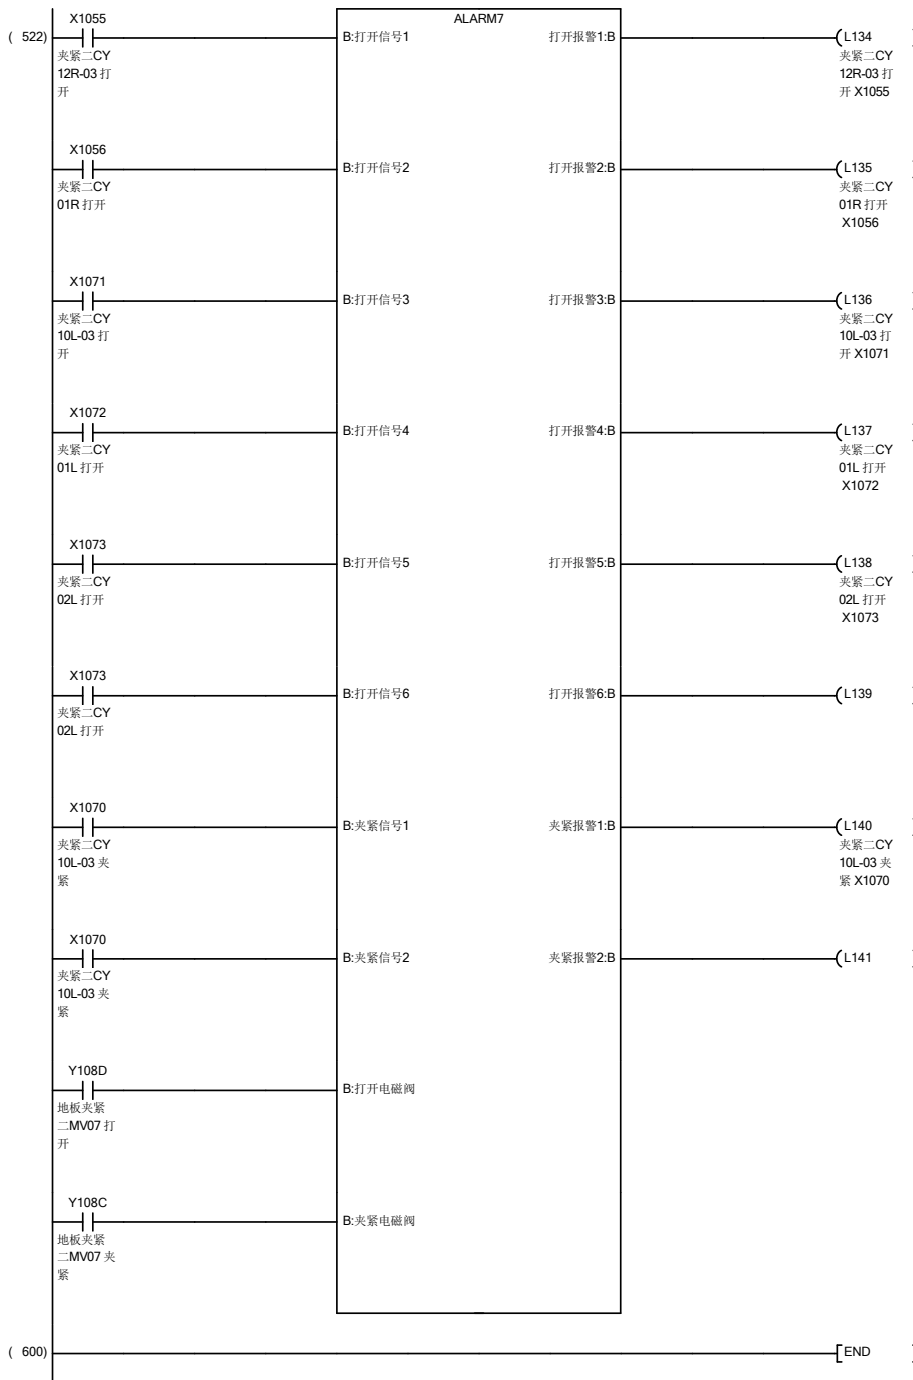 X1055
ALARM7
( 522)
B:打开信号1
打开报警1:B
L134
夹紧二CY
12R-03 打
开
夹紧二CY
12R-03 打
开 X1055
X1056
B:打开信号2
打开报警2:B
L135
夹紧二CY
01R 打开
夹紧二CY
01R 打开
X1056
X1071
B:打开信号3
打开报警3:B
L136
夹紧二CY
10L-03 打
开
夹紧二CY
10L-03 打
开 X1071
X1072
B:打开信号4
打开报警4:B
L137
夹紧二CY
01L 打开
夹紧二CY
01L 打开
X1072
X1073
B:打开信号5
打开报警5:B
L138
夹紧二CY
02L 打开
夹紧二CY
02L 打开
X1073
X1073
B:打开信号6
打开报警6:B
L139
夹紧二CY
02L 打开
X1070
B:夹紧信号1
夹紧报警1:B
L140
夹紧二CY
10L-03 夹
紧
夹紧二CY
10L-03 夹
紧 X1070
X1070
B:夹紧信号2
夹紧报警2:B
L141
夹紧二CY
10L-03 夹
紧
Y108D
B:打开电磁阀
地板夹紧
二MV07 打
开
Y108C
B:夹紧电磁阀
地板夹紧
二MV07 夹
紧
( 600)
END